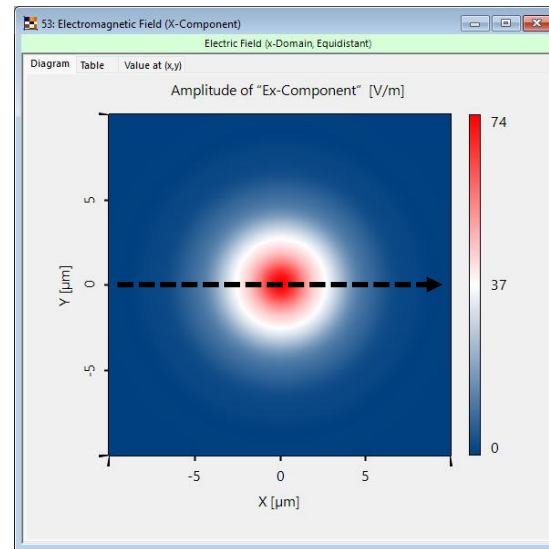 53: Electromagnetic Field (X-Component)
Electric Field (x-Domain, Equidistant)
Diagram Table Value at (x,y)
Amplitude of "Ex-Component" [V/m]
74
5
0
37
-5
0
Y [µm]
-5 0 5
X [µm]